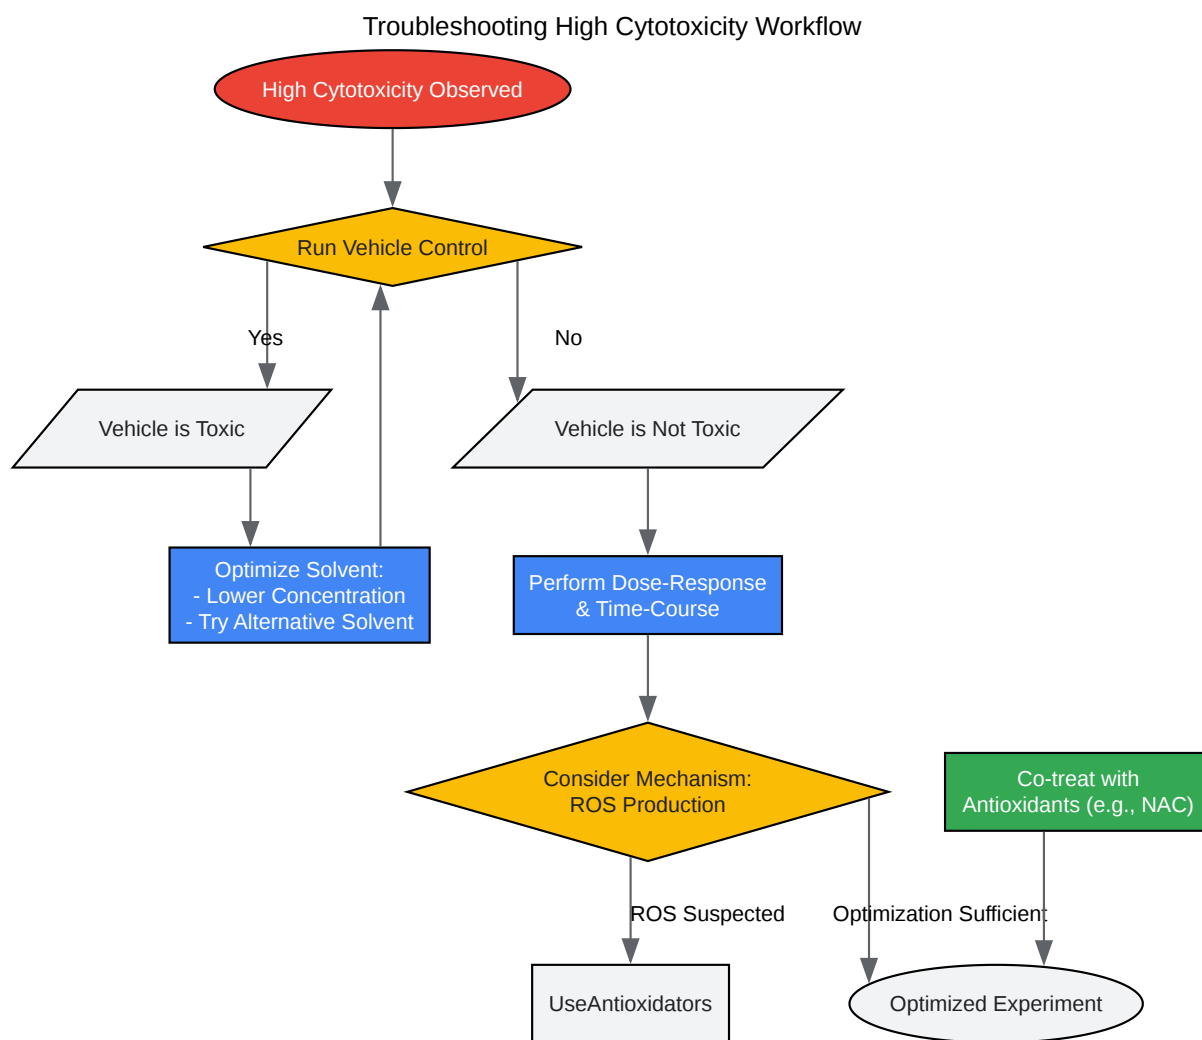 Troubleshooting High Cytotoxicity Workflow
High Cytotoxicity Observed
Run Vehicle Control
Yes
No
Vehicle is Toxic
Vehicle is Not Toxic
Optimize Solvent:
- Lower Concentration
- Try Alternative Solvent
Perform Dose-Response
& Time-Course
Consider Mechanism:
ROS Production
Co-treat with
Antioxidants (e.g., NAC)
ROS Suspected
Optimization Sufficient
UseAntioxidators
Optimized Experiment